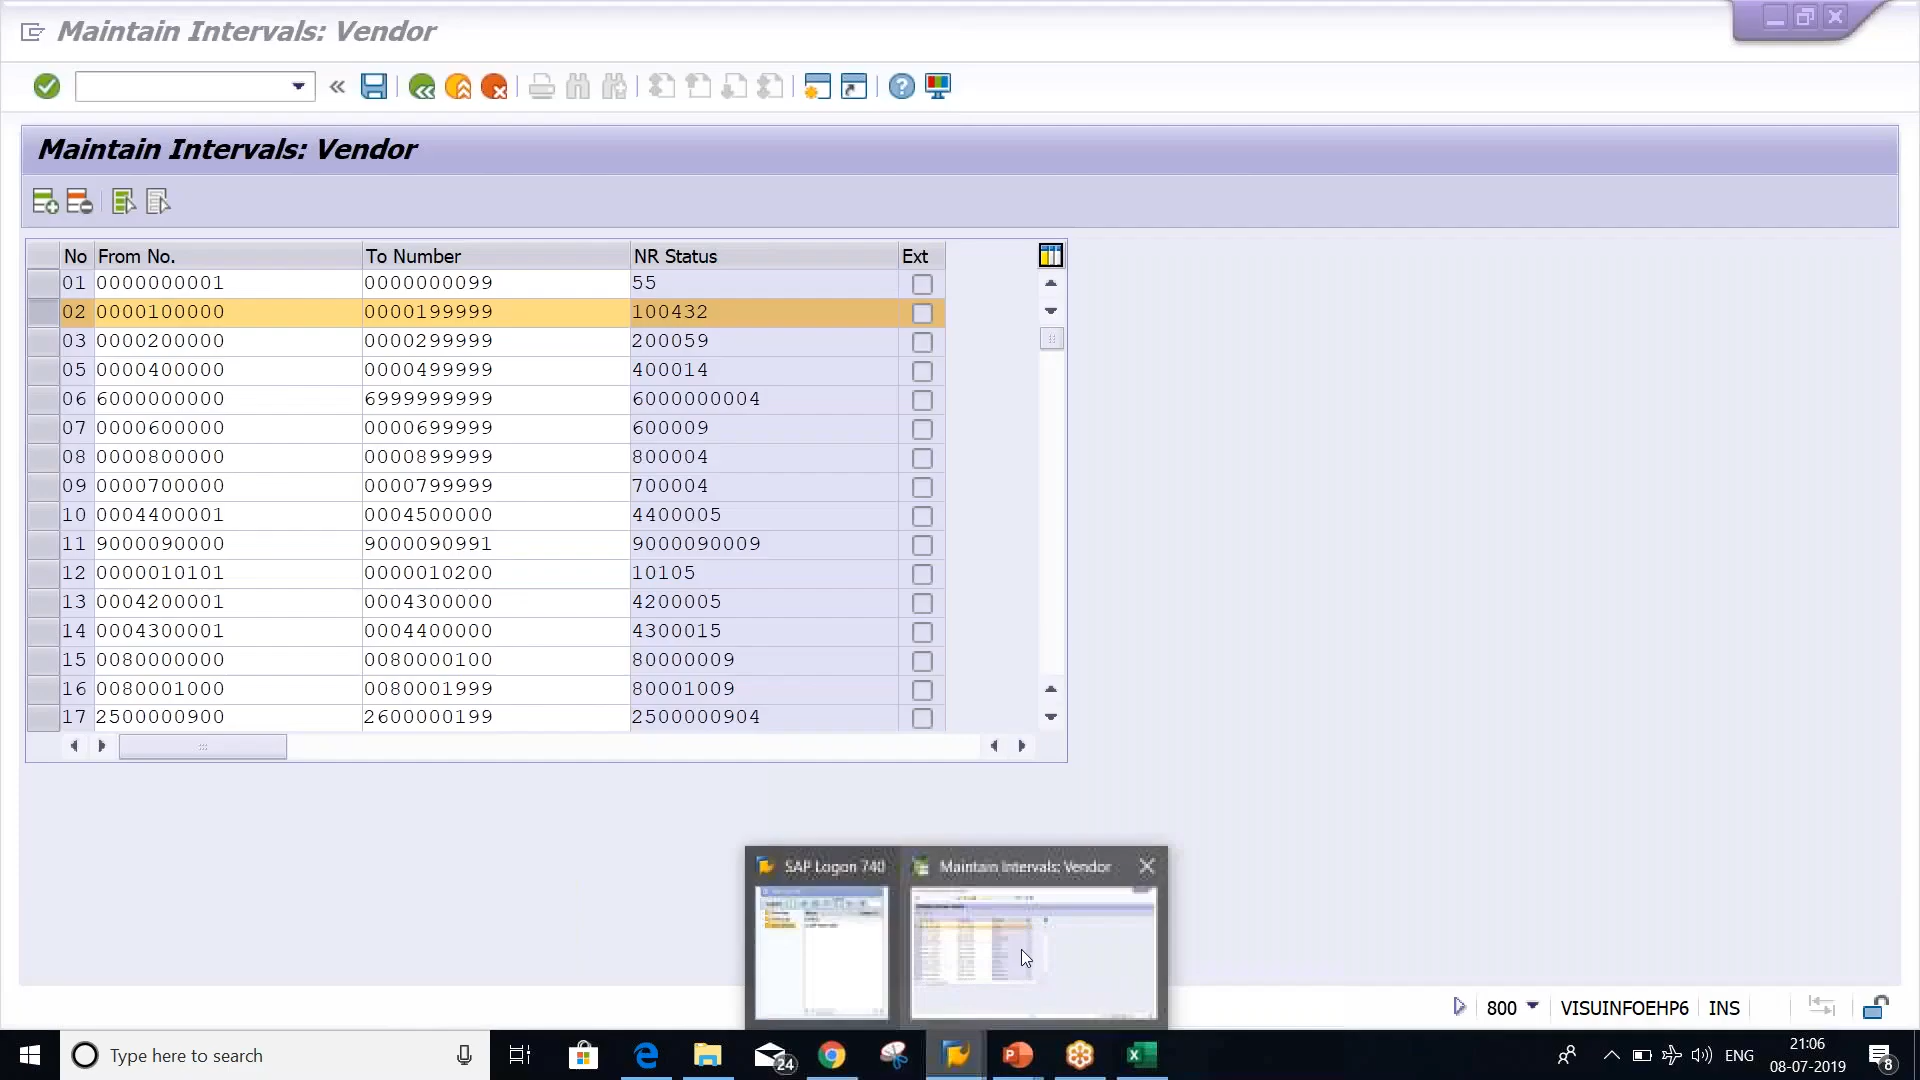 Maintain Intervals: Vendor
Maintain Intervals: Vendor
No From No. To Number NR Status Ext
01 0000000001 0000000099 55
02 0000100000 0000199999 100432
03 0000200000 0000299999 200059
05 0000400000 0000499999 400014
06 6000000000 6999999999 6000000004
07 0000600000 0000699999 600009
08 0000800000 0000899999 800004
09 0000700000 0000799999 700004
10 0004400001 0004500000 4400005
11 9000090000 9000090991 9000090009
12 0000010101 0000010200 10105
13 0004200001 0004300000 4200005
14 0004300001 0004400000 4300015
15 0080000000 0080000100 80000009
16 0080001000 0080001999 80001009
17 2500000900 2600000199 2500000904
SAP Logon 740 Maintain Intervals: Vendor
800 VISUINFOEHP6 INS
Type here to search 24 ENG 21:06
08-07-2019 8